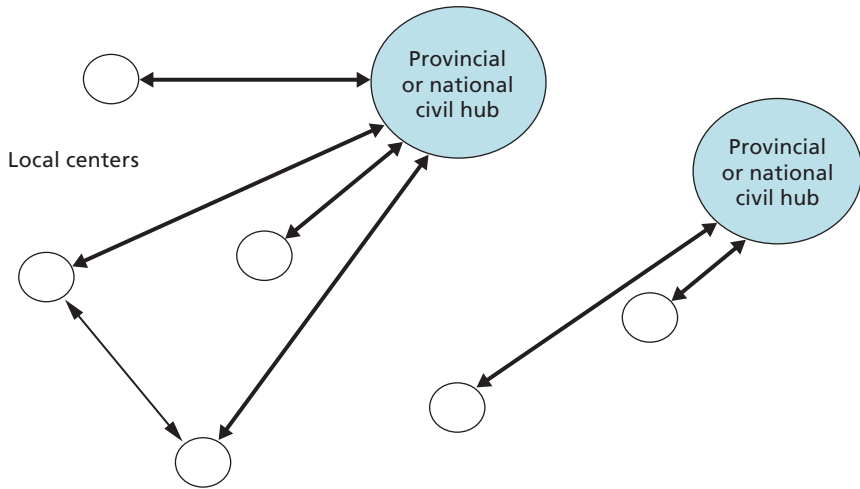 Provincial
or national
civil hub
Local centers
Provincial
or national
civil hub